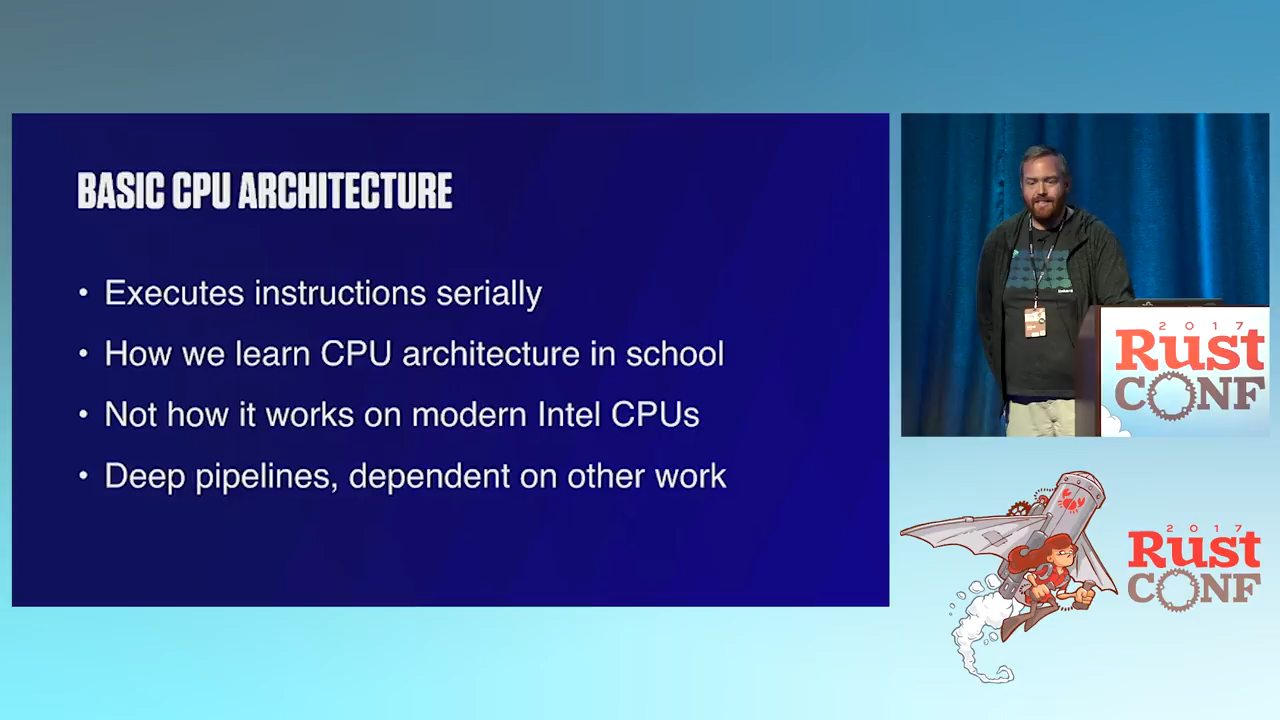 BASIC CPU ARCHITECTURE
• Executes instructions serially
• How we learn CPU architecture in school
• Not how it works on modern Intel CPUs
• Deep pipelines, dependent on other work
2017
Rust
CONF
2017
Rust
CONF